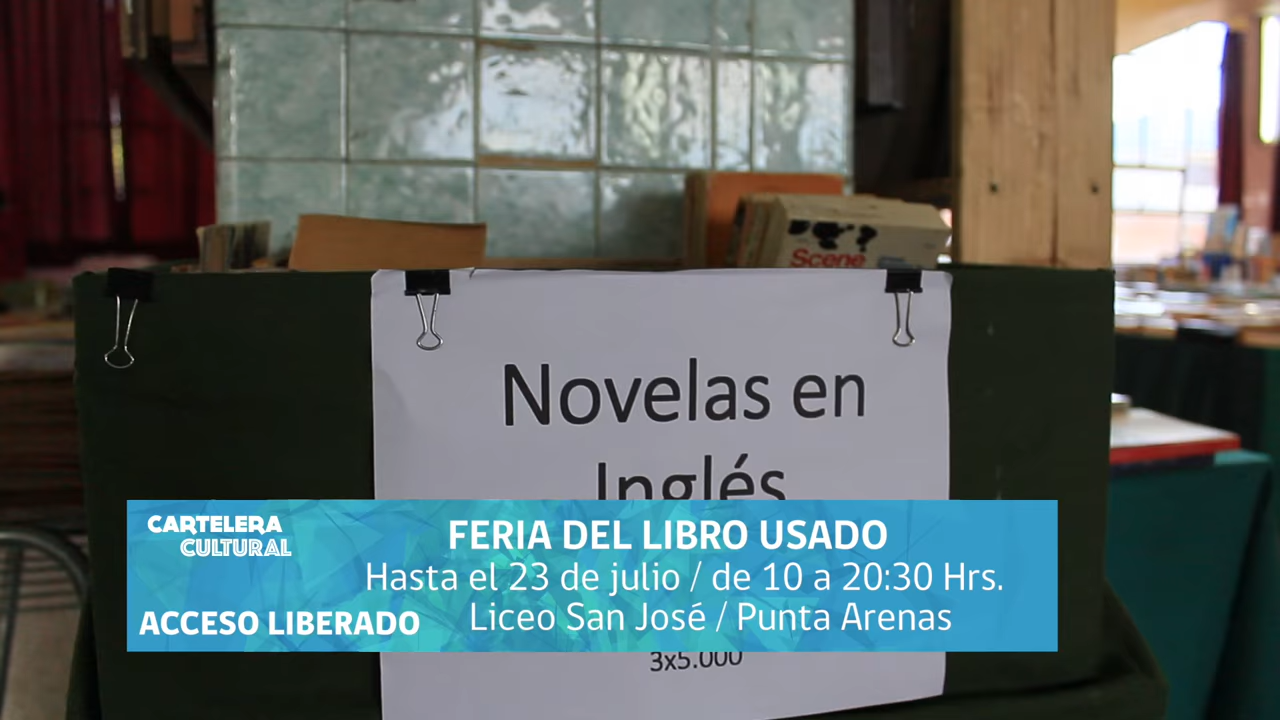 Scene
Novelas en
Inglés
CARTELERA
CULTURAL
ACCESO LIBERADO
FERIA DEL LIBRO USADO
Hasta el 23 de julio / de 10 a 20:30 Hrs.
Liceo San José / Punta Arenas
3x5.000